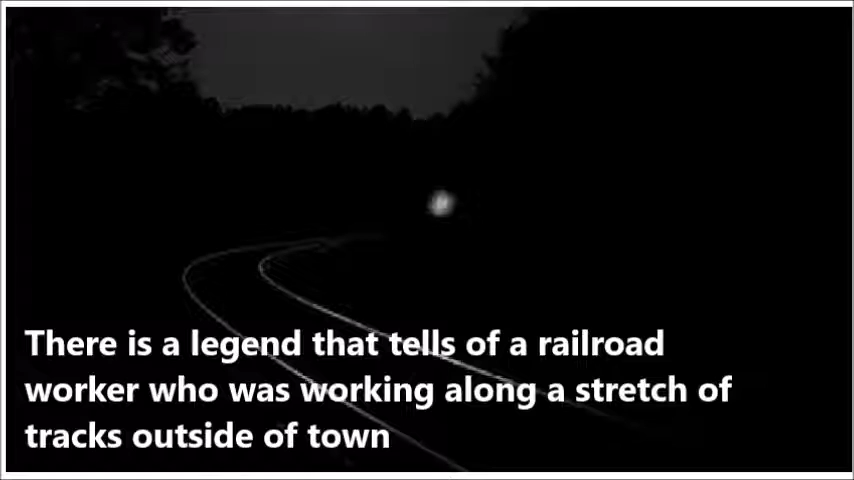 There is a legend that tells of a railroad
worker who was working along a stretch of
tracks outside of town